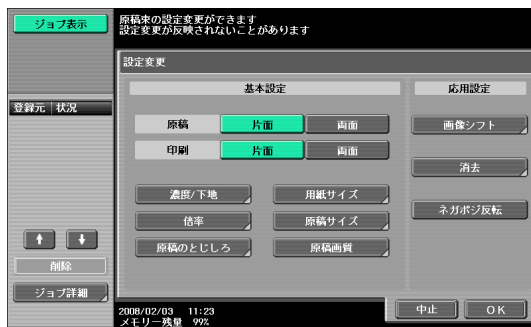 ジョブ表示
原稿束の設定変更ができます
設定変更が反映されないことがあります
設定変更
基本設定
応用設定
登録元 状況
原稿 片面 両面
印刷 片面 両面
画像シフト
消去
ネガポジ反転
濃度/下地 用紙サイズ
倍率 原稿サイズ
原稿のとじしろ 原稿画質
削除
ジョブ詳細
2008/02/03 11:23
メモリー残量 99%
中止 OK